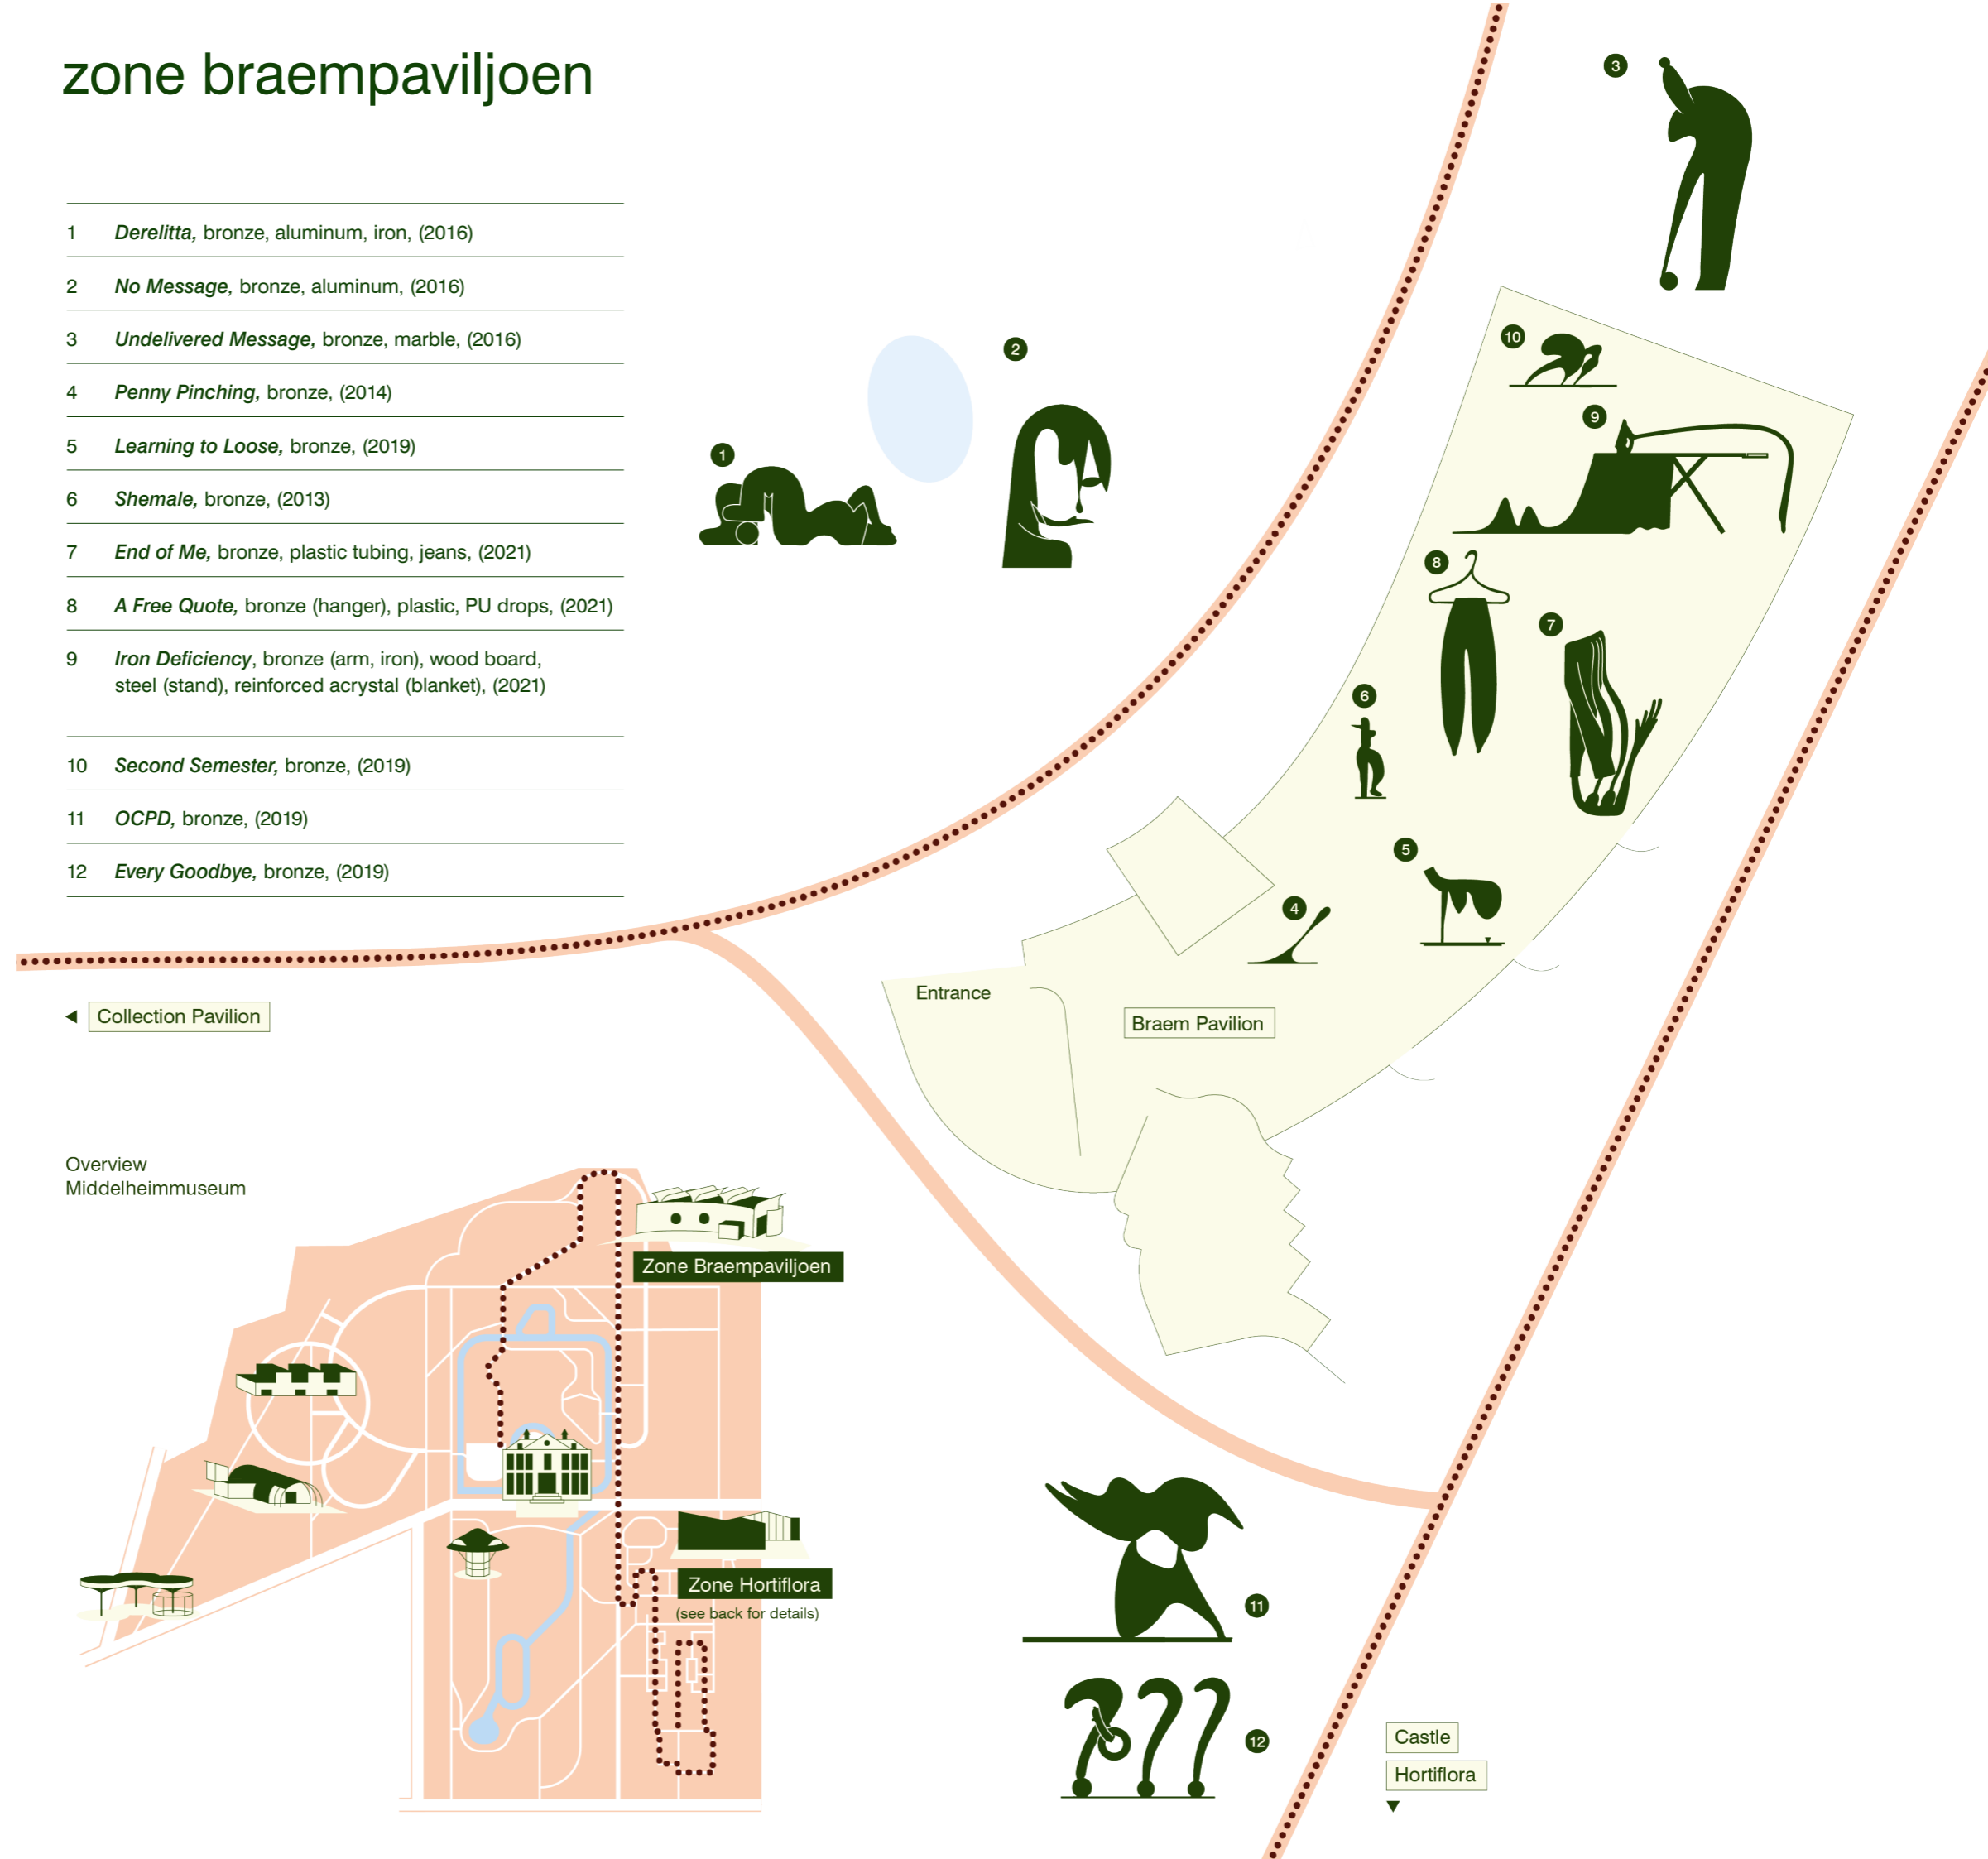 zone braempaviljoen
1 Derelitta, bronze, aluminum, iron, (2016)
2 No Message, bronze, aluminum, (2016)
3 Undelivered Message, bronze, marble, (2016)
4 Penny Pinching, bronze, (2014)
5 Learning to Loose, bronze, (2019)
6 Shemale, bronze, (2013)
7 End of Me, bronze, plastic tubing, jeans, (2021)
8 A Free Quote, bronze (hanger), plastic, PU drops, (2021)
9 Iron Deficiency, bronze (arm, iron), wood board,
steel (stand), reinforced acrystal (blanket), (2021)
10 Second Semester, bronze, (2019)
11 OCPD, bronze, (2019)
12 Every Goodbye, bronze, (2019)
3
10
2
9
1
8
7
6
5
4
Entrance
Collection Pavilion
Braem Pavilion
Overview
Middelheimmuseum
Zone Braempaviljoen
Zone Hortiflora
(see back for details)
11
12
Castle
Hortiflora